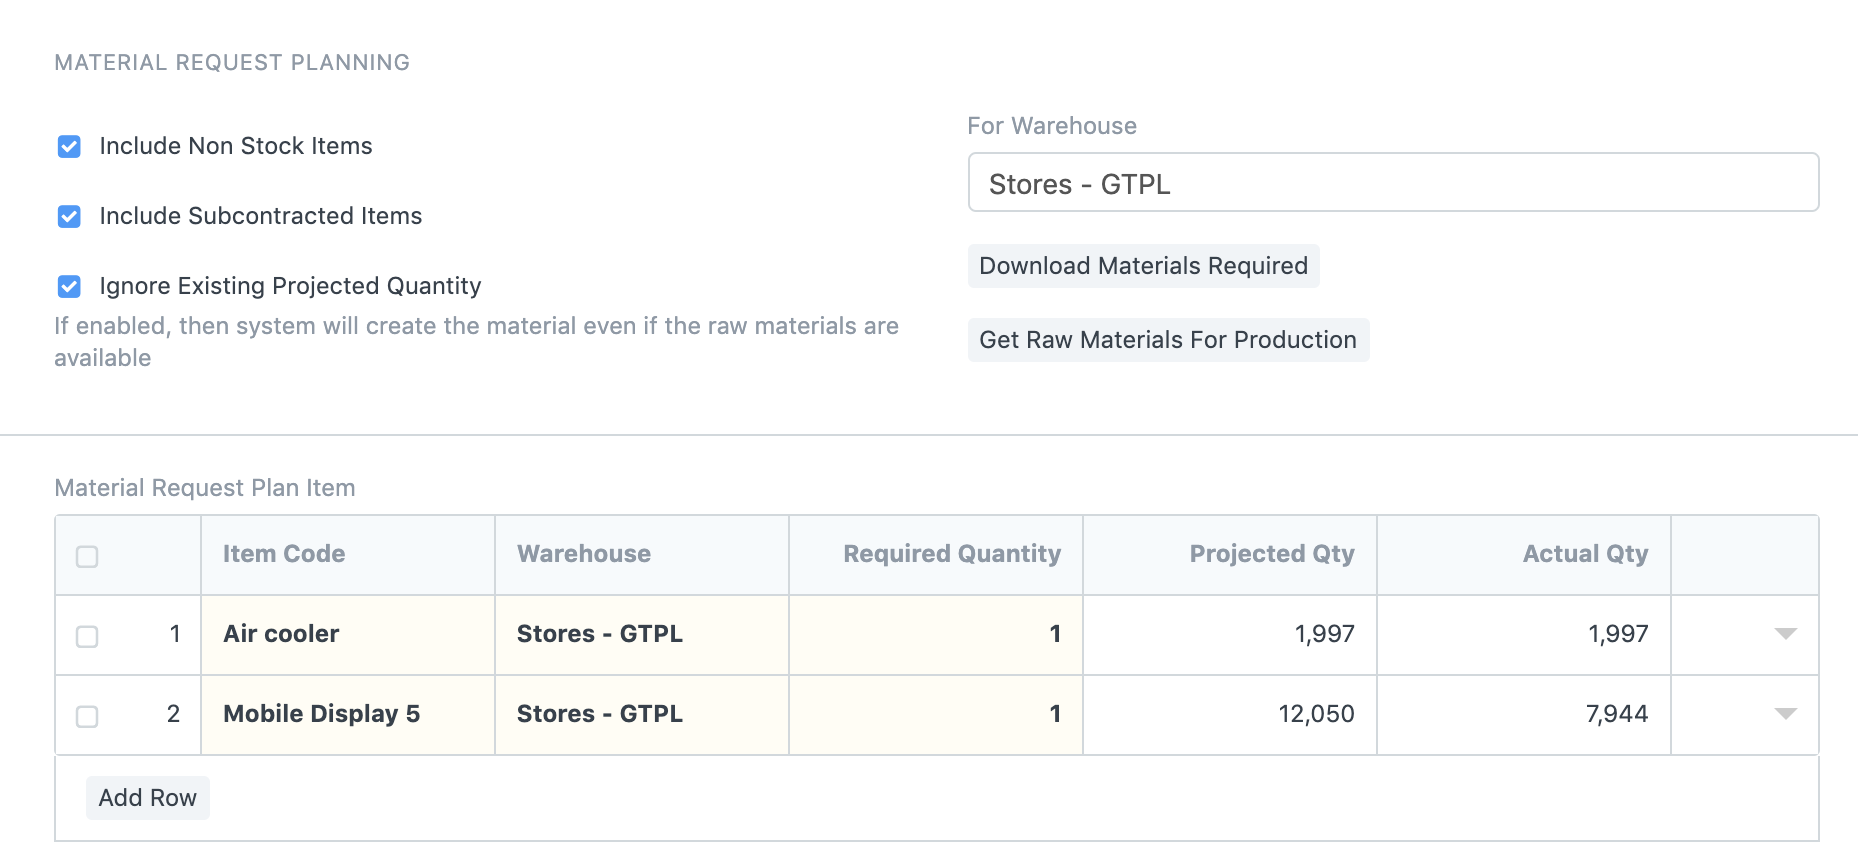 MATERIAL REQUEST PLANNING
Include Non Stock Items
Include Subcontracted Items
Ignore Existing Projected Quantity
If enabled, then system will create the material even if the raw materials are
available
For Warehouse
Stores - GTPL
Download Materials Required
Get Raw Materials For Production
Material Request Plan Item
Item Code Warehouse Required Quantity Projected Qty Actual Qty
1 Air cooler Stores - GTPL 1 1,997 1,997
2 Mobile Display 5 Stores - GTPL 1 12,050 7,944
Add Row